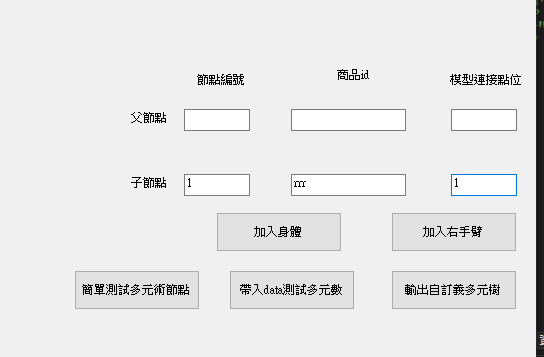 節點編號 商品id 模型連接點位
父節點
子節點 1 rrr 1
加入身體 加入右手臂
簡單測試多元術節點 帶入data測試多元數 輸出自訂義多元樹